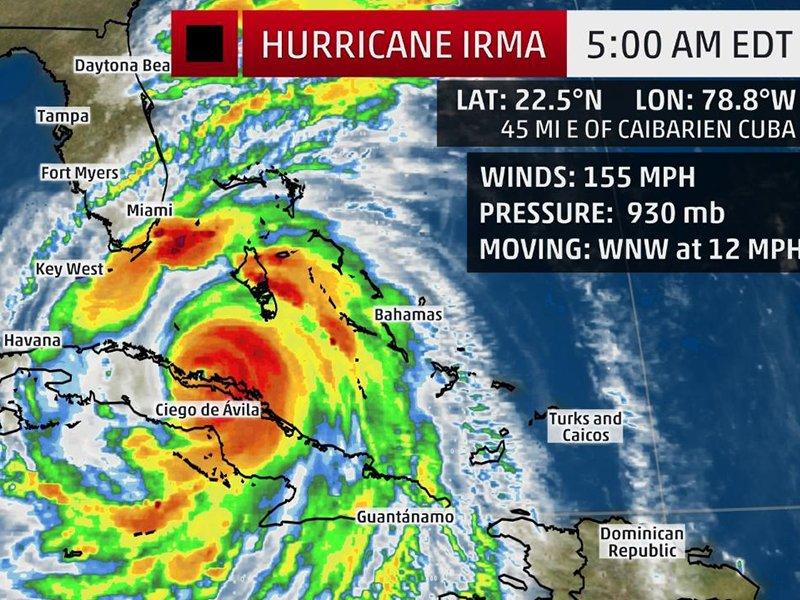 HURRICANE IRMA
5:00 AM EDT
LAT: 22.5°N LON: 78.8°W
45 MI E OF CAIBARIEN CUBA
WINDS: 155 MPH
PRESSURE: 930 mb
MOVING: WNW at 12 MPH
Daytona Bea
Tampa
Fort Myers
Miami
Key West
Bahamas
Havana
Ciego de Ávila
Turks and
Caicos
Guantánamo
Dominican
Republic